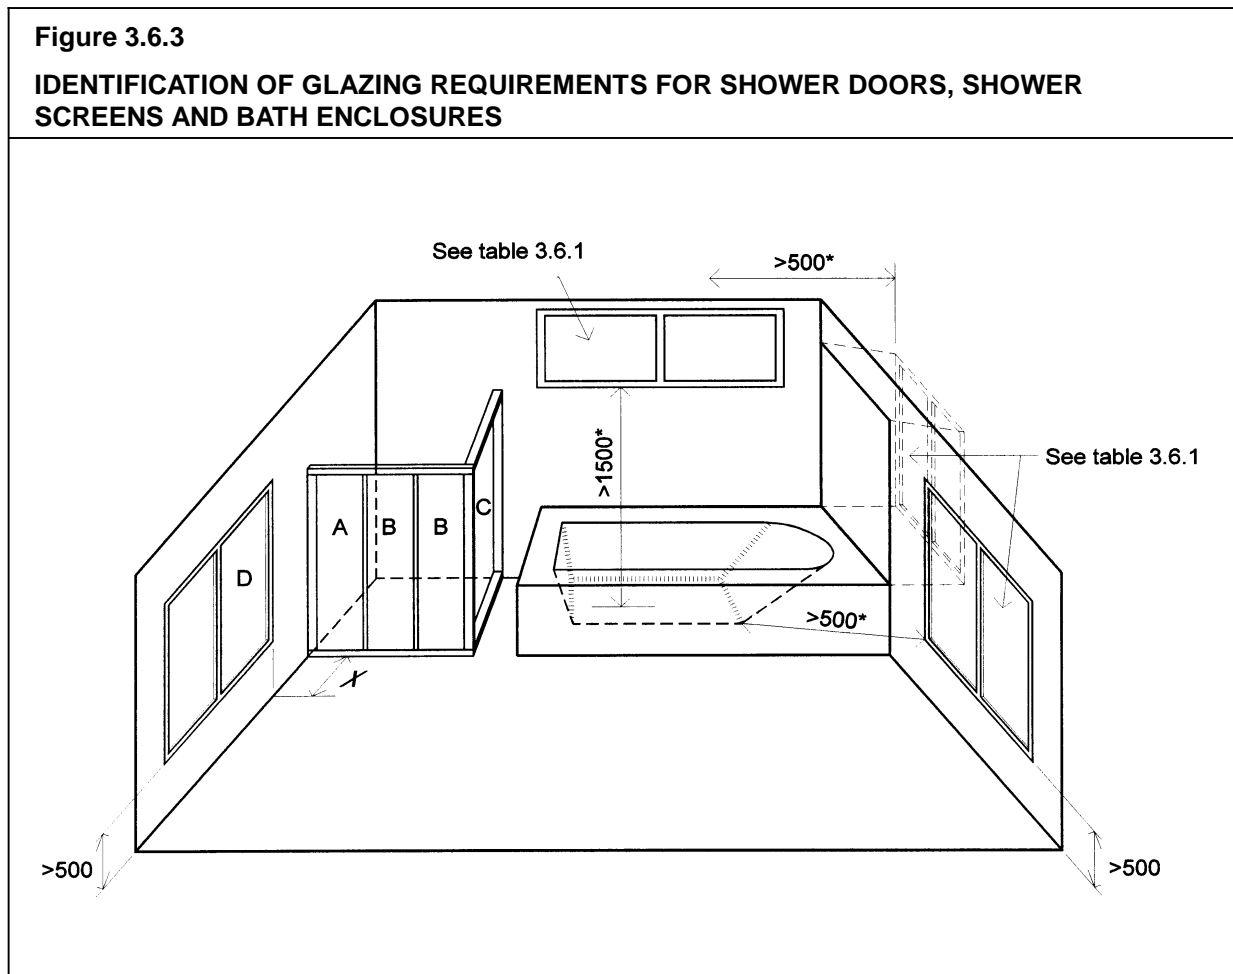 Figure 3.6.3
IDENTIFICATION OF GLAZING REQUIREMENTS FOR SHOWER DOORS, SHOWER
SCREENS AND BATH ENCLOSURES
See table 3.6.1
>500*
>1500*
See table 3.6.1
A
B
B
C
D
>500*
X
>500
>500